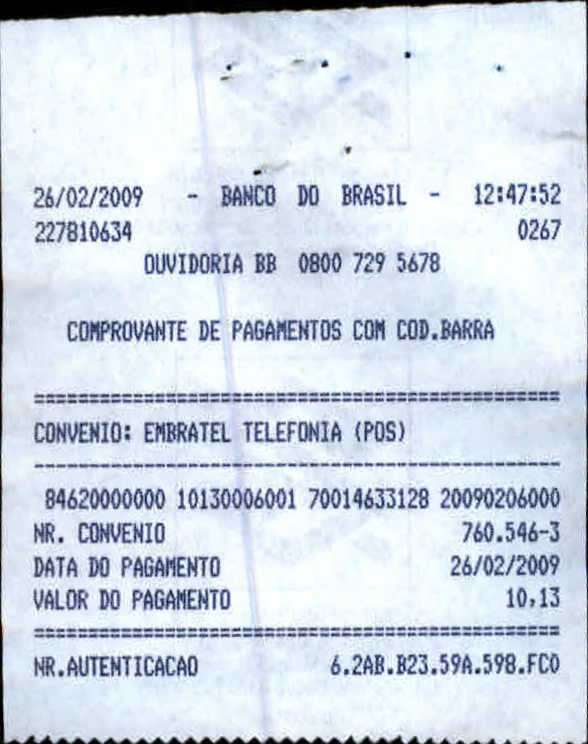 26/02/2009 - BANCO DO BRASIL - 12:47:52
227810634 0267
OUVIDORIA BB 0800 729 5678
COMPROVANTE DE PAGAMENTOS COM COD.BARRA
================================================
CONVENIO: EMBRATEL TELEFONIA (POS)
------------------------------------------------
84620000000 10130006001 70014633128 20090206000
NR. CONVENIO 760.546-3
DATA DO PAGAMENTO 26/02/2009
VALOR DO PAGAMENTO 10,13
================================================
NR.AUTENTICACAO 6.2AB.B23.59A.598.FC0